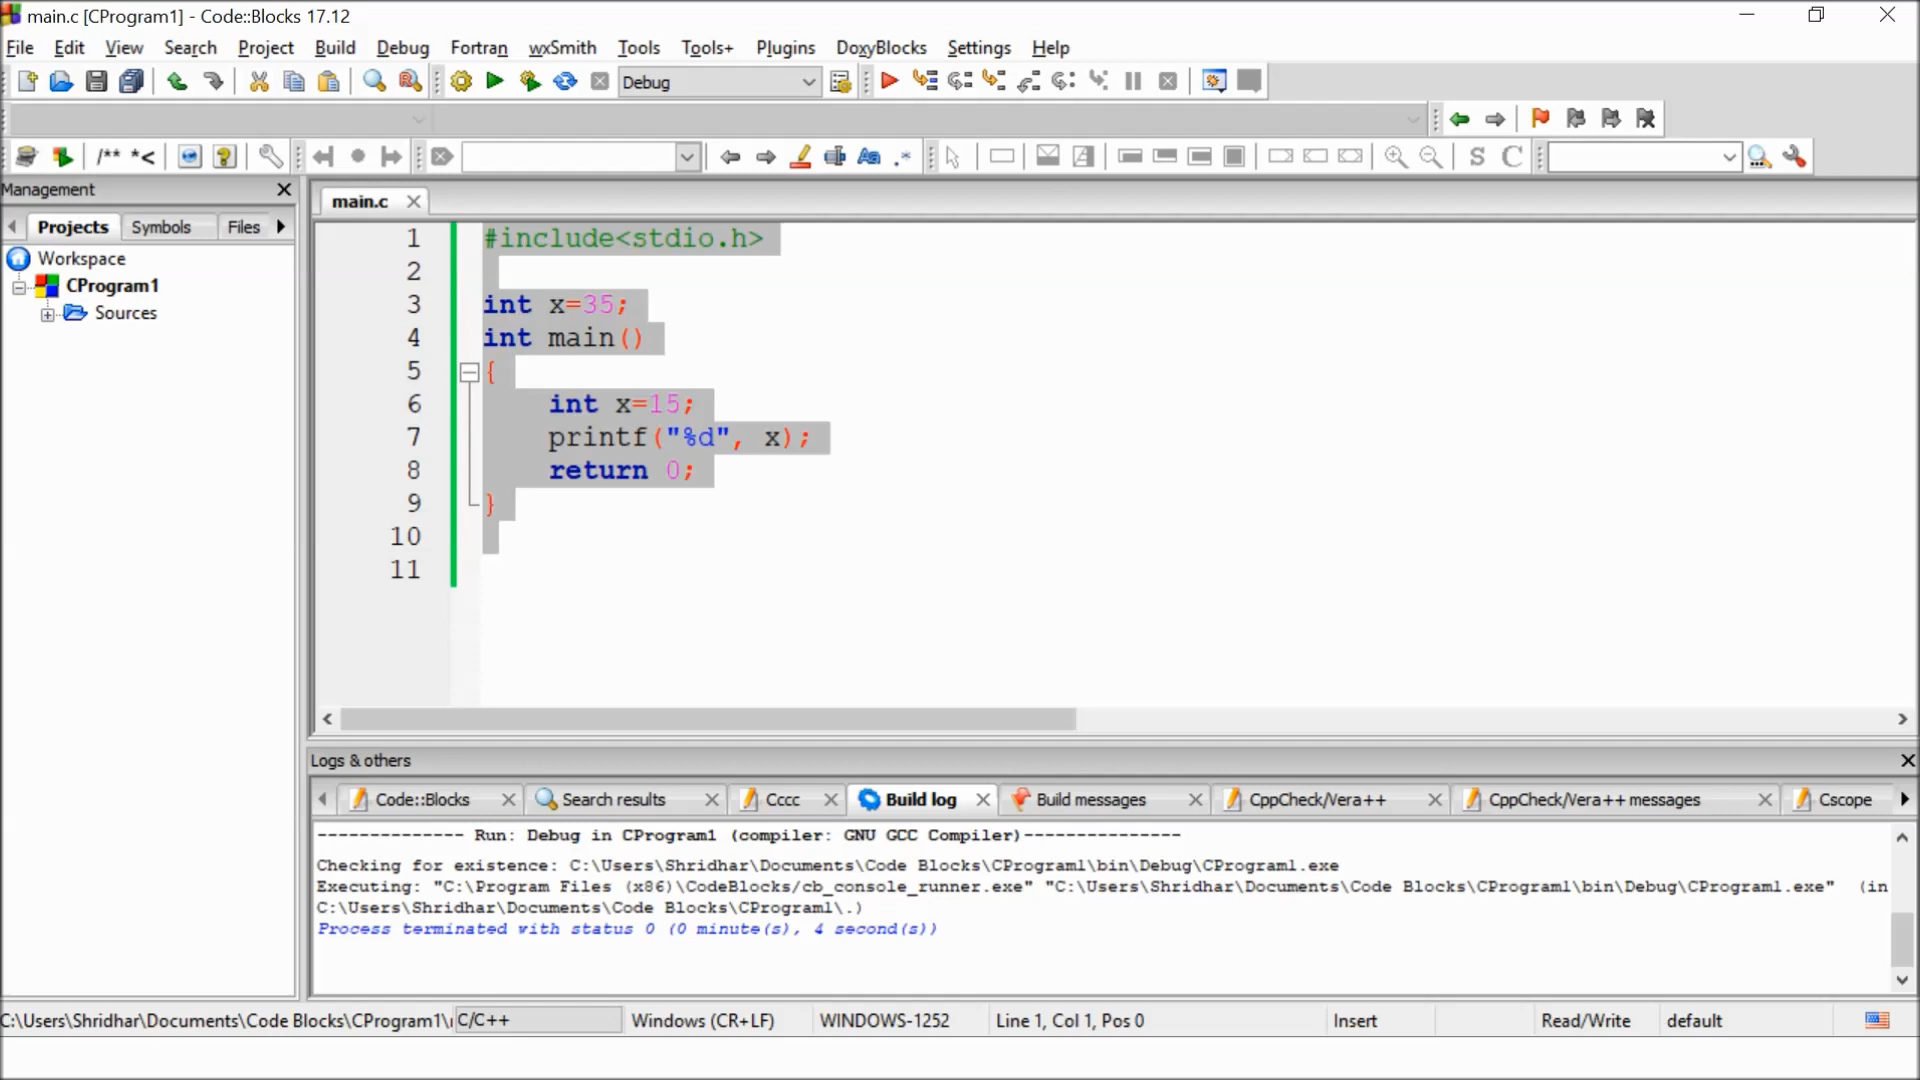 main.c [CProgram1] - Code::Blocks 17.12
File Edit View Search Project Build Debug Fortran wxSmith Tools Tools+ Plugins DoxyBlocks Settings Help
Debug
/** *<
Aa .* S C
Management
main.c
Projects Symbols Files
Workspace
CProgram1
Sources
1 #include<stdio.h>
2
3 int x=35;
4 int main()
5 {
6 int x=15;
7 printf("%d", x);
8 return 0;
9 }
10
11
Logs & others
Code::Blocks Search results Cccc Build log Build messages CppCheck/Vera++ CppCheck/Vera++ messages Cscope
-------------- Run: Debug in CProgram1 (compiler: GNU GCC Compiler)---------------
Checking for existence: C:\Users\Shridhar\Documents\Code Blocks\CProgram1\bin\Debug\CProgram1.exe
Executing: "C:\Program Files (x86)\CodeBlocks/cb_console_runner.exe" "C:\Users\Shridhar\Documents\Code Blocks\CProgram1\bin\Debug\CProgram1.exe"  (in
C:\Users\Shridhar\Documents\Code Blocks\CProgram1\.)
Process terminated with status 0 (0 minute(s), 4 second(s))
C:\Users\Shridhar\Documents\Code Blocks\CProgram1\ C/C++ Windows (CR+LF) WINDOWS-1252 Line 1, Col 1, Pos 0 Insert Read/Write default